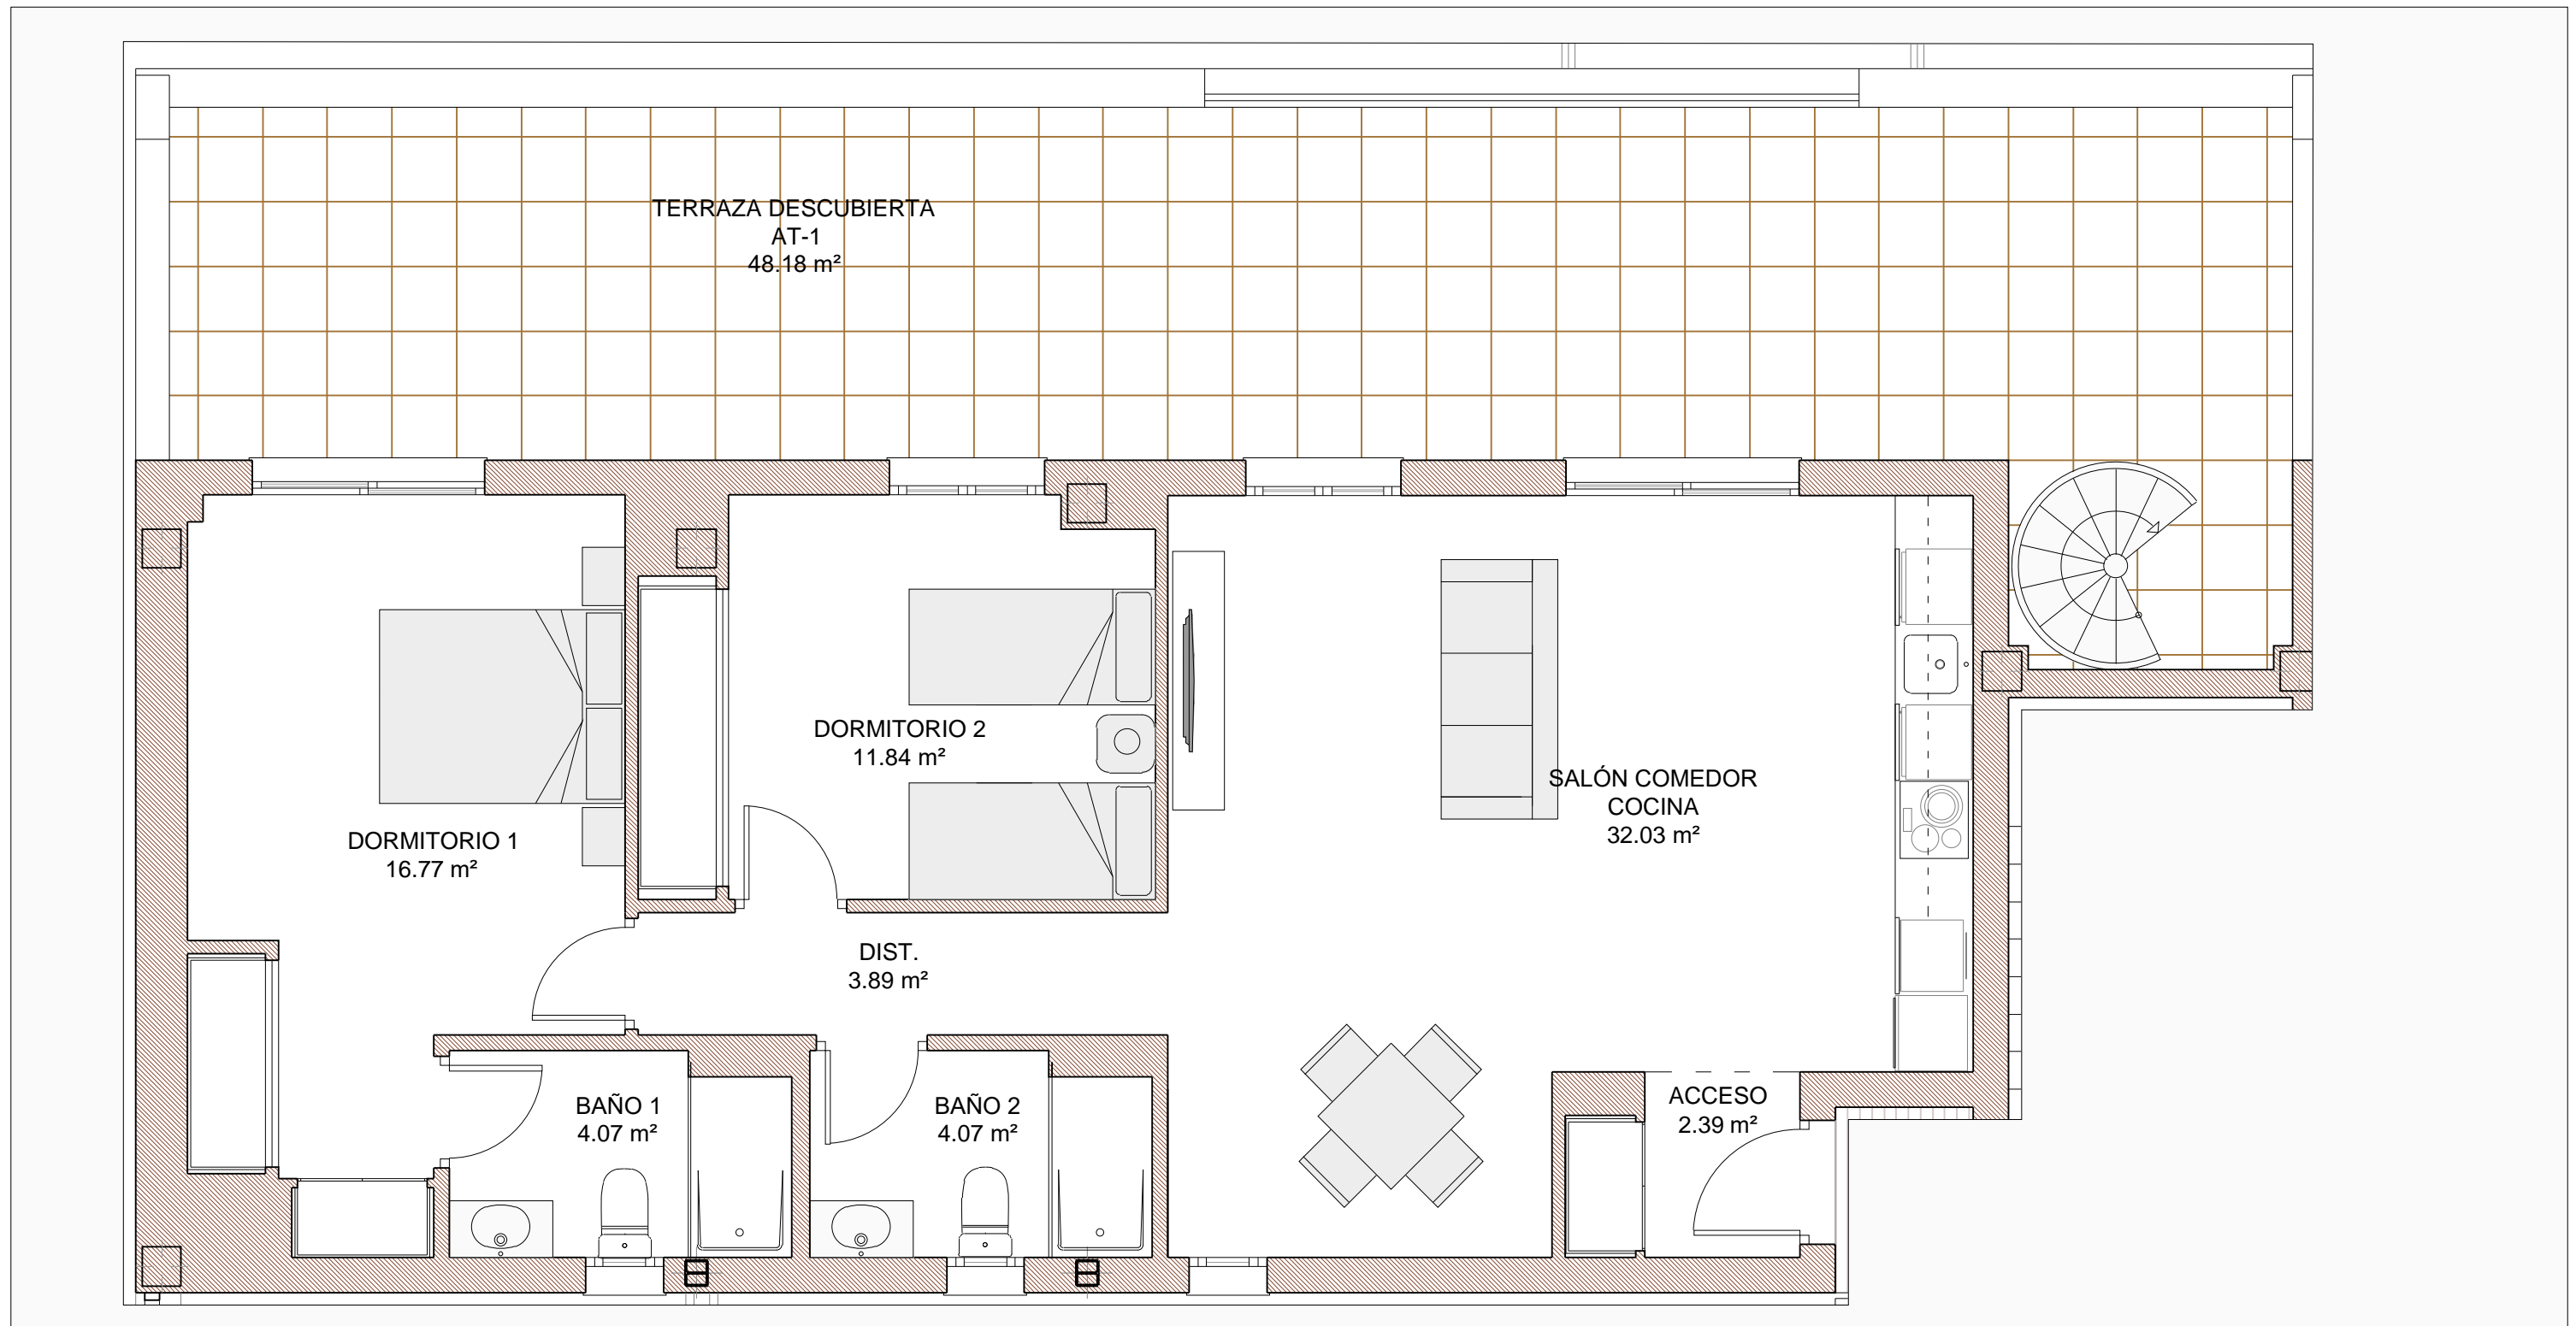 TERRAZA DESCUBIERTA
AT-1
48.18 m²
DORMITORIO 2
11.84 m²
SALÓN COMEDOR
COCINA
32.03 m²
DORMITORIO 1
16.77 m²
DIST.
3.89 m²
BAÑO 1
4.07 m²
BAÑO 2
4.07 m²
ACCESO
2.39 m²